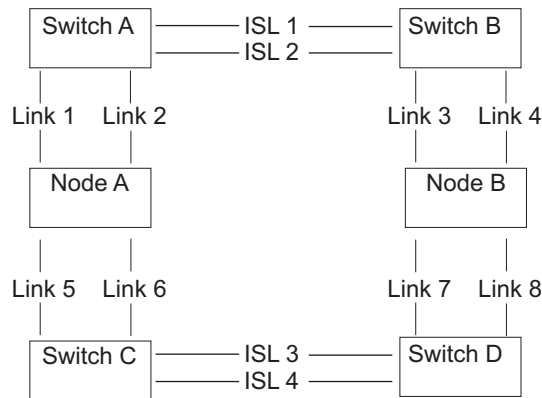 Switch A
ISL 1
ISL 2
Switch B
Link 1
Link 2
Link 3
Link 4
Node A
Node B
Link 5
Link 6
Link 7
Link 8
Switch C
ISL 3
ISL 4
Switch D